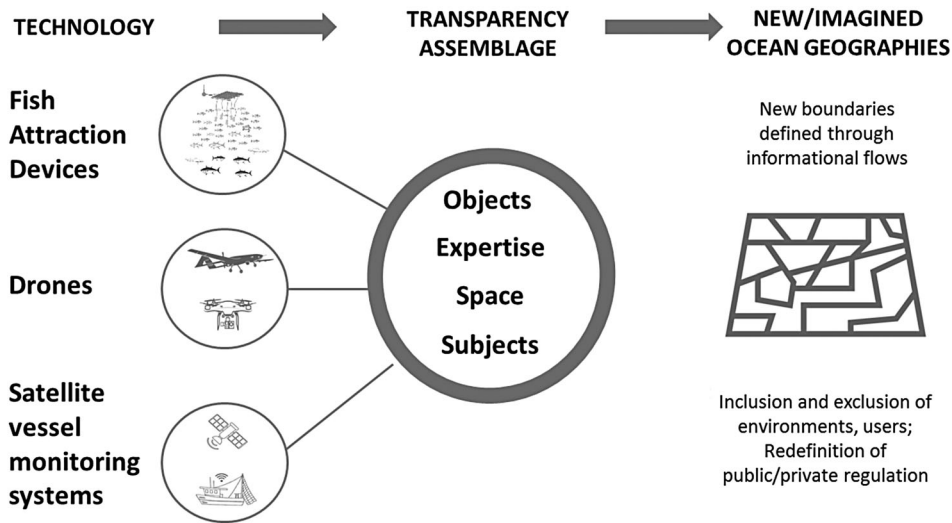 TECHNOLOGY
TRANSPARENCY
ASSEMBLAGE
NEW/IMAGINED
OCEAN GEOGRAPHIES
Fish
Attraction
Devices
Drones
Satellite
vessel
monitoring
systems
Objects
Expertise
Space
Subjects
New boundaries
defined through
informational flows
Inclusion and exclusion of
environments, users;
Redefinition of
public/private regulation